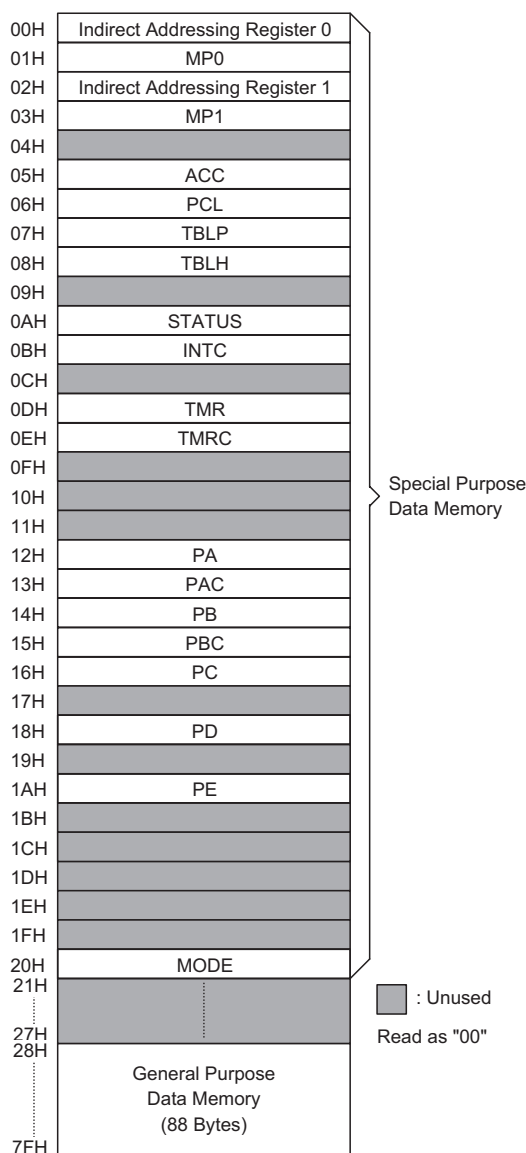 00H Indirect Addressing Register 0
01H MP0
02H Indirect Addressing Register 1
03H MP1
04H
05H ACC
06H PCL
07H TBLP
08H TBLH
09H
0AH STATUS
0BH INTC
0CH
0DH TMR
0EH TMRC
0FH
10H
11H
12H PA
13H PAC
14H PB
15H PBC
16H PC
17H
18H PD
19H
1AH PE
1BH
1CH
1DH
1EH
1FH
20H MODE
21H
27H
28H
General Purpose
Data Memory
(88 Bytes)
7FH
Special Purpose
Data Memory
: Unused
Read as "00"